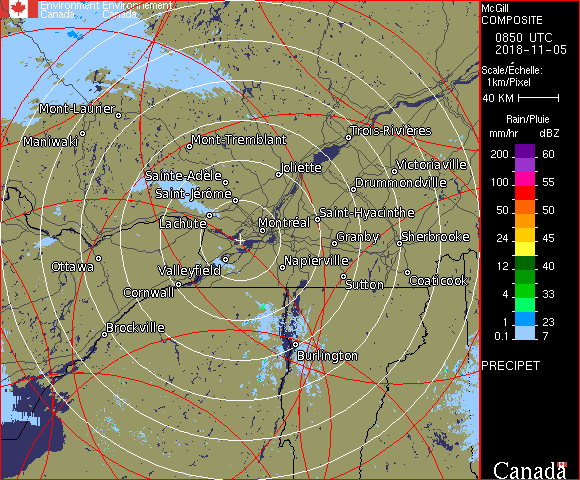 Environment Environnement
Canada Canada
McGill
COMPOSITE
0850 UTC
2018-11-05
Scale/Échelle:
1km/Pixel
40 KM
Rain/Pluie
mm/hr dBZ
200 60
150 57
100 55
50 50
24 45
12 40
4 33
1 23
0.1 7
PRECIPET
Canada
Mont-Laurier
Maniwaki
Mont-Tremblant
Trois-Rivières
Joliette
Victoriaville
Sainte-Adèle
Drummondville
Saint-Jérôme
Lachute
Montréal
Saint-Hyacinthe
Granby
Sherbrooke
Ottawa
Valleyfield
Napierville
Cornwall
Sutton
Coaticook
Brockville
Burlington